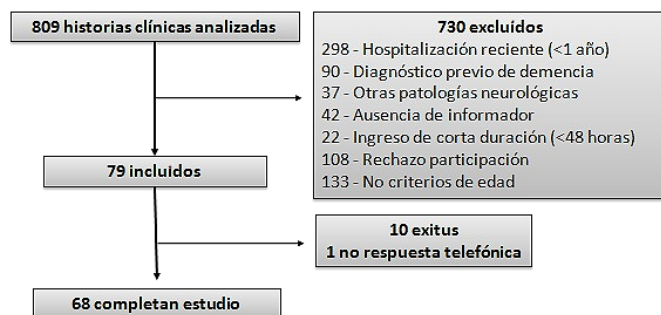 809 historias clínicas analizadas
730 excluídos
298 - Hospitalización reciente (<1 año)
90 - Diagnóstico previo de demencia
37 - Otras patologías neurológicas
42 - Ausencia de informador
22 - Ingreso de corta duración (<48 horas)
108 - Rechazo participación
133 - No criterios de edad
79 incluidos
10 exitus
1 no respuesta telefónica
68 completan estudio